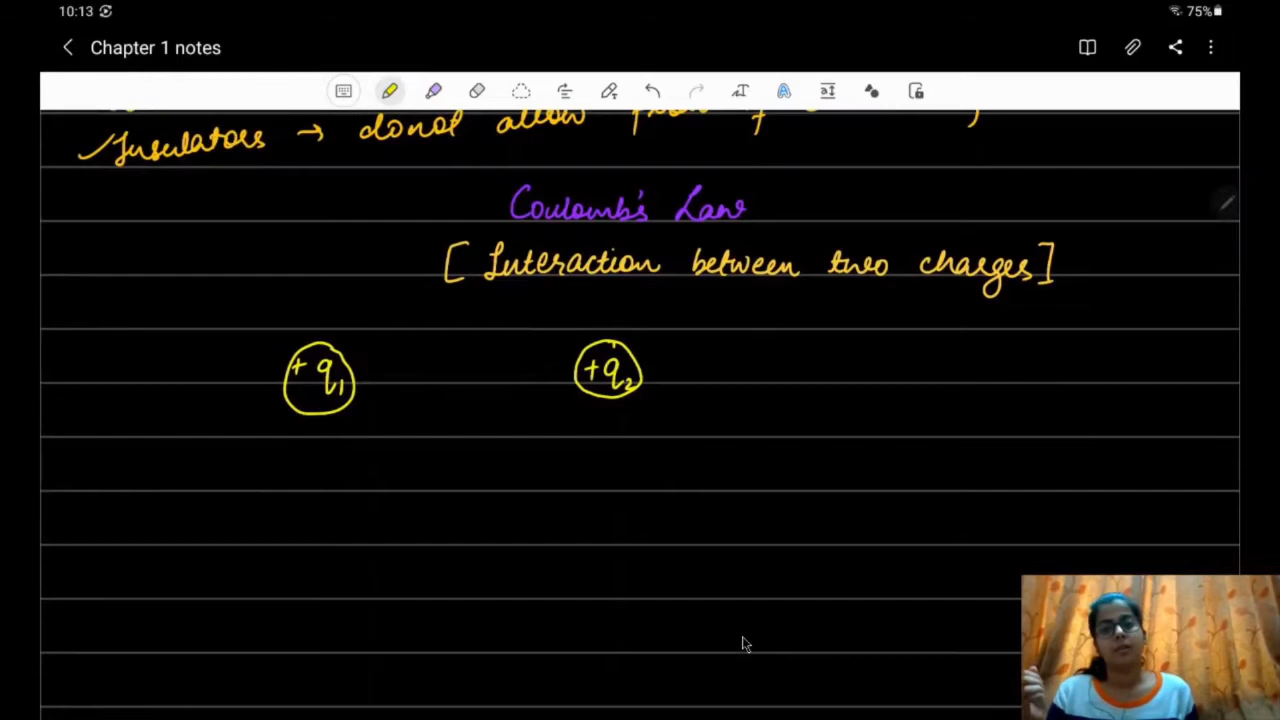 10:13
75%
Chapter 1 notes
Insulators → donot allow
Coulomb's Law
[Interaction between two charges]
+q1
+q2